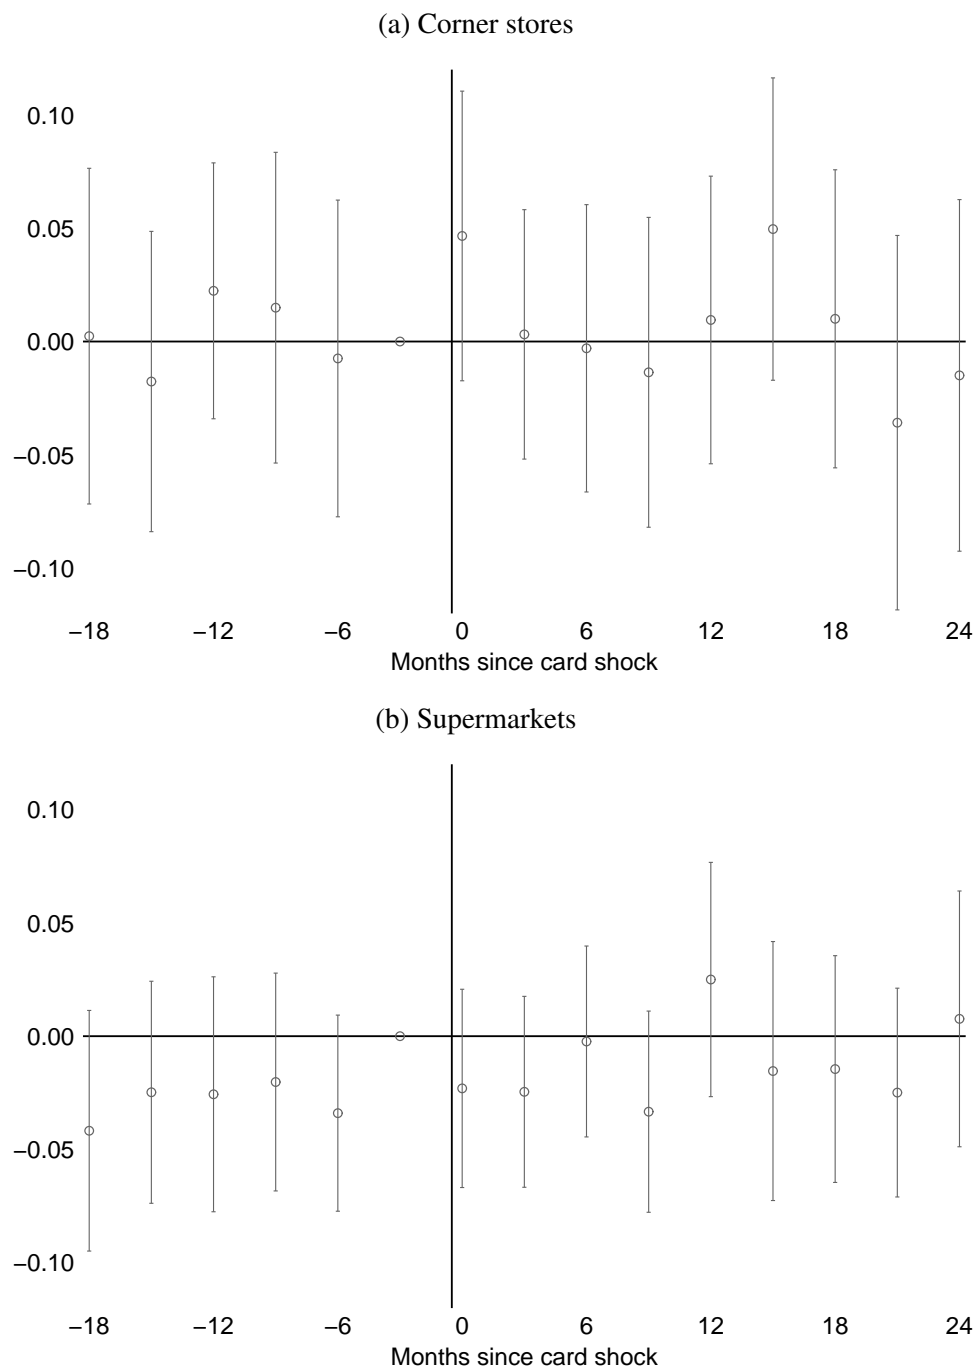 (a) Corner stores
0.10
0.05
0.00
−0.05
−0.10
−18 −12 −6 0 6 12 18 24
Months since card shock
(b) Supermarkets
0.10
0.05
0.00
−0.05
−0.10
−18 −12 −6 0 6 12 18 24
Months since card shock